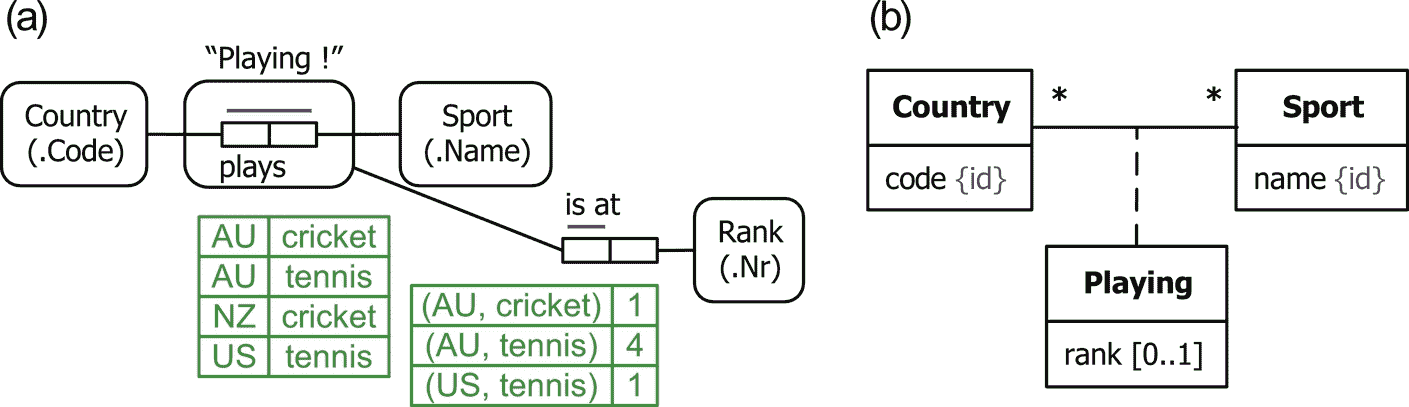 (a)
“Playing !”
Country
(.Code)
plays
Sport
(.Name)
is at
Rank
(.Nr)
AU cricket
AU tennis
NZ cricket
US tennis
(AU, cricket) 1
(AU, tennis) 4
(US, tennis) 1
(b)
Country
code {id}
* *
Sport
name {id}
Playing
rank [0..1]